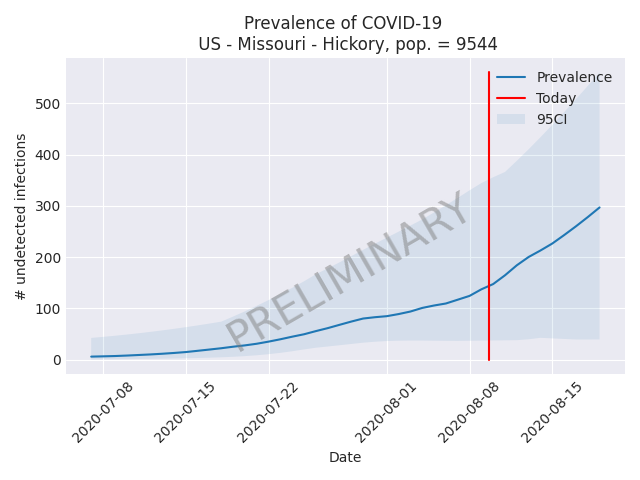 Prevalence of COVID-19
US - Missouri - Hickory, pop. = 9544
Prevalence
Today
95CI
# undetected infections
500
400
300
200
100
0
PRELIMINARY
2020-07-08
2020-07-15
2020-07-22
2020-08-01
2020-08-08
2020-08-15
Date